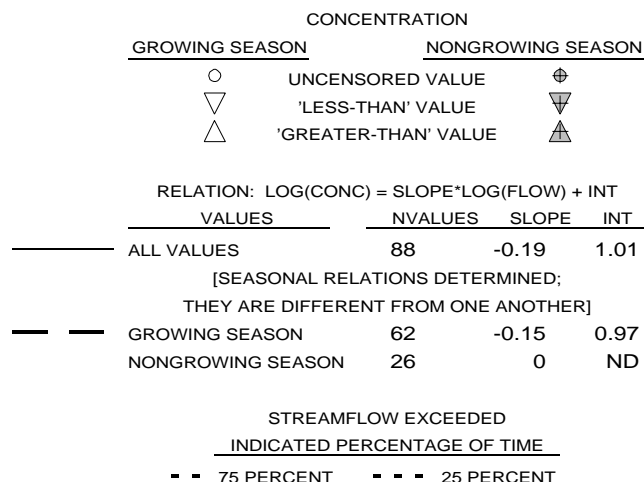 CONCENTRATION
GROWING SEASON NONGROWING SEASON
UNCENSORED VALUE
'LESS-THAN' VALUE
'GREATER-THAN' VALUE
RELATION: LOG(CONC) = SLOPE*LOG(FLOW) + INT
VALUES NVALUES SLOPE INT
ALL VALUES 88 -0.19 1.01
[SEASONAL RELATIONS DETERMINED;
THEY ARE DIFFERENT FROM ONE ANOTHER]
GROWING SEASON 62 -0.15 0.97
NONGROWING SEASON 26 0 ND
STREAMFLOW EXCEEDED
INDICATED PERCENTAGE OF TIME
75 PERCENT 25 PERCENT